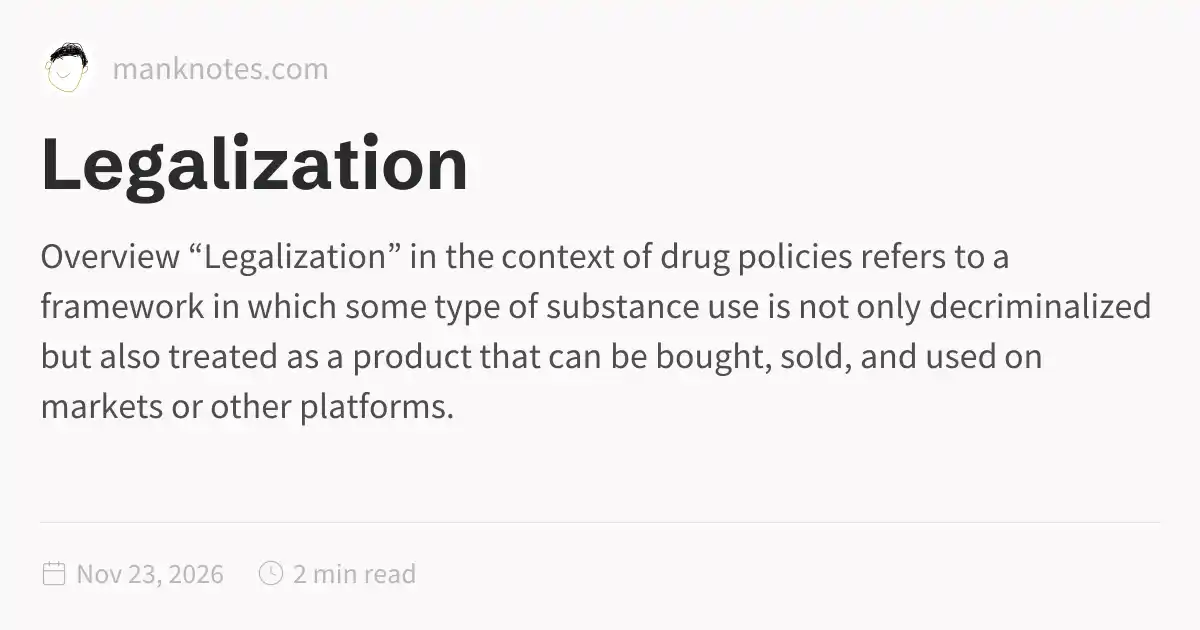 manknotes.com
Legalization
Overview “Legalization” in the context of drug policies refers to a
framework in which some type of substance use is not only decriminalized
but also treated as a product that can be bought, sold, and used on
markets or other platforms.
Nov 23, 2026 2 min read